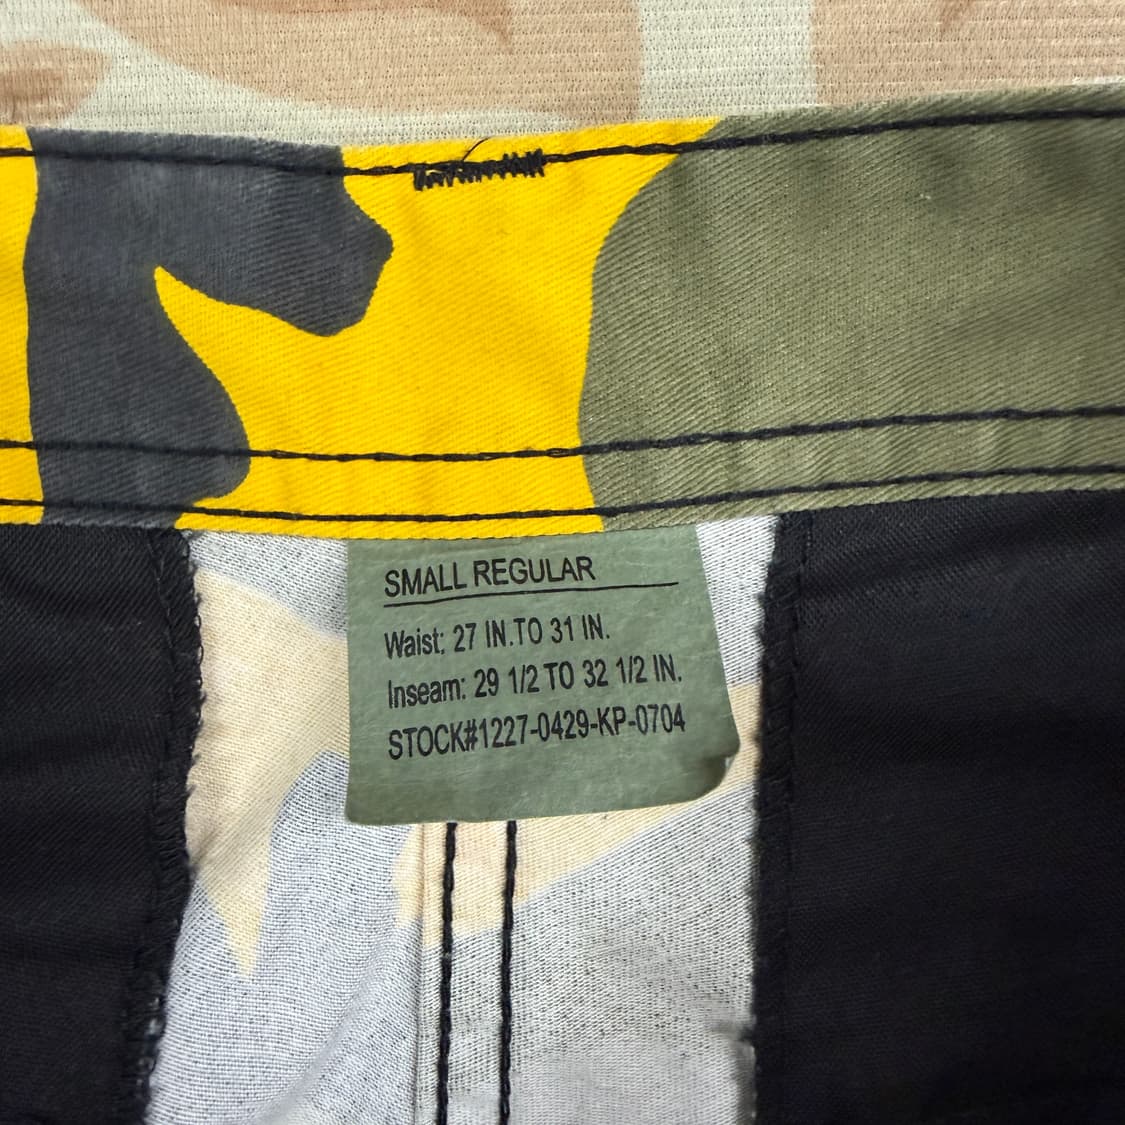 SMALL REGULAR
Waist: 27 IN.TO 31 IN.
Inseam: 29 1/2 TO 32 1/2 IN.
STOCK#1227-0429-KP-0704